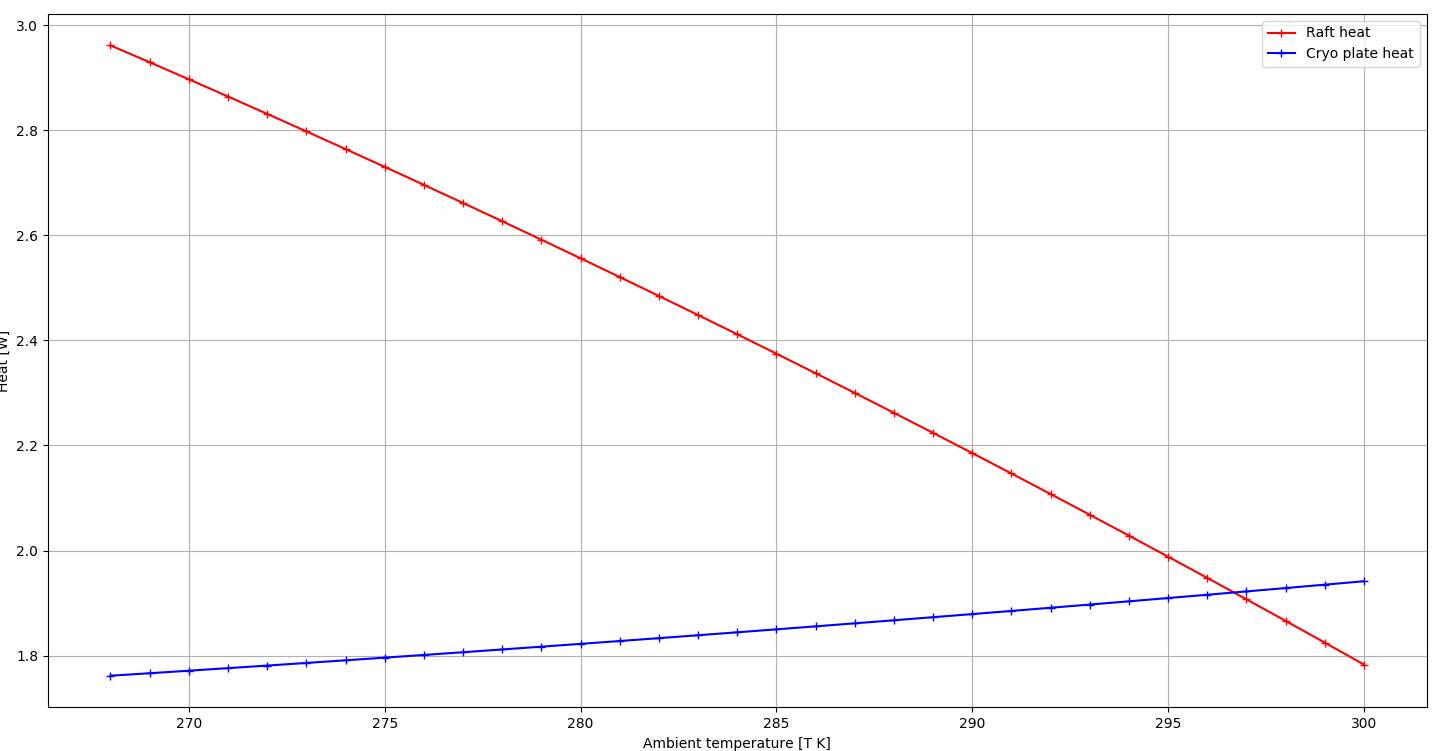 Raft heat
Cryo plate heat
3.0
2.8
2.6
2.4
2.2
2.0
1.8
Heat [W]
270 275 280 285 290 295 300
Ambient temperature [T K]